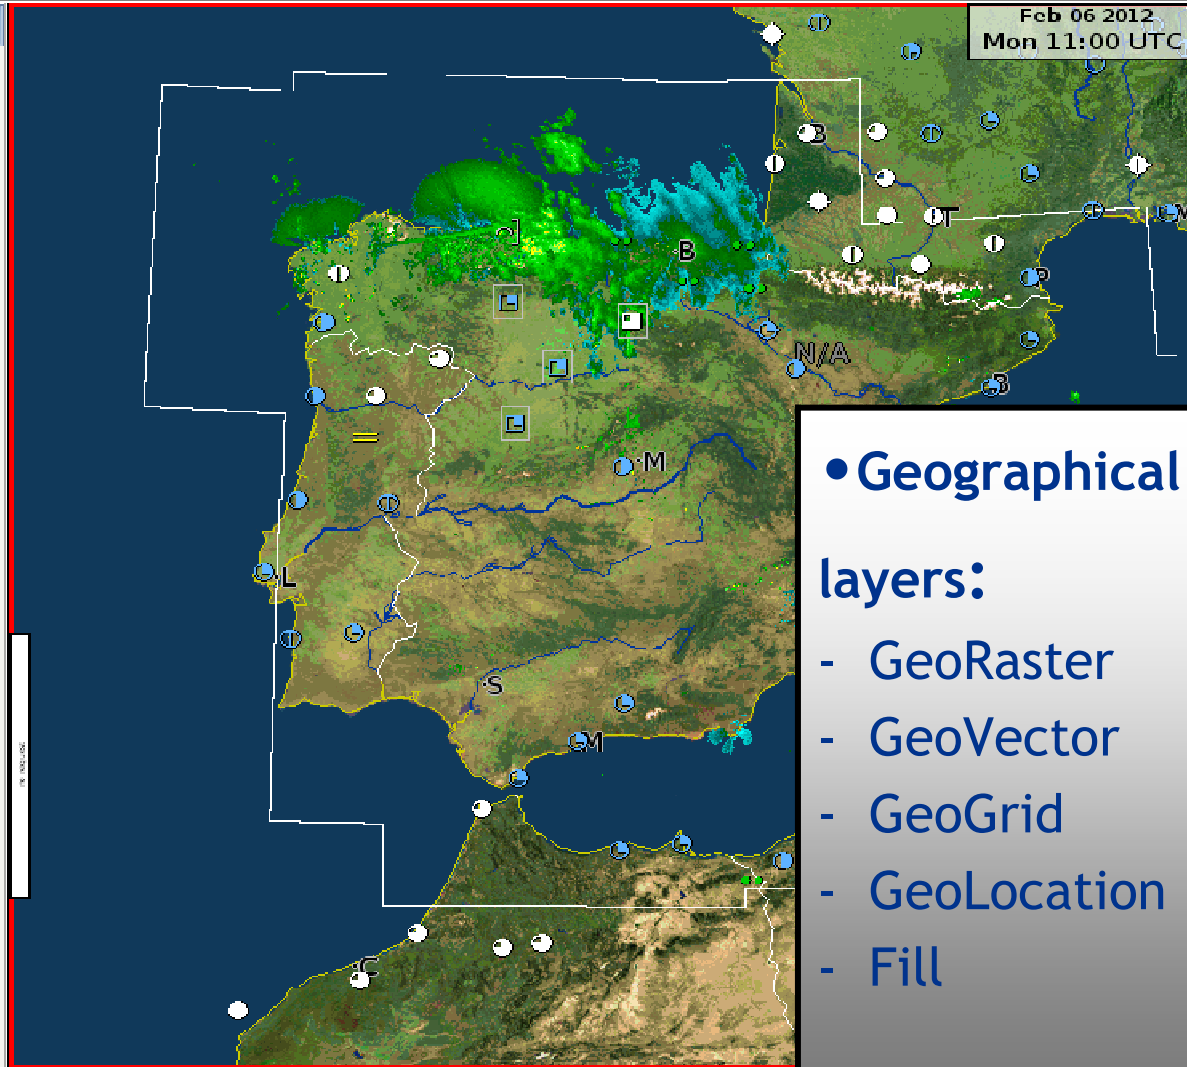 Feb 06 2012
Mon 11:00 UTC
B
T
B
P
N/A
B
M
L
S
M
C
•Geographical
layers:
- GeoRaster
- GeoVector
- GeoGrid
- GeoLocation
- Fill